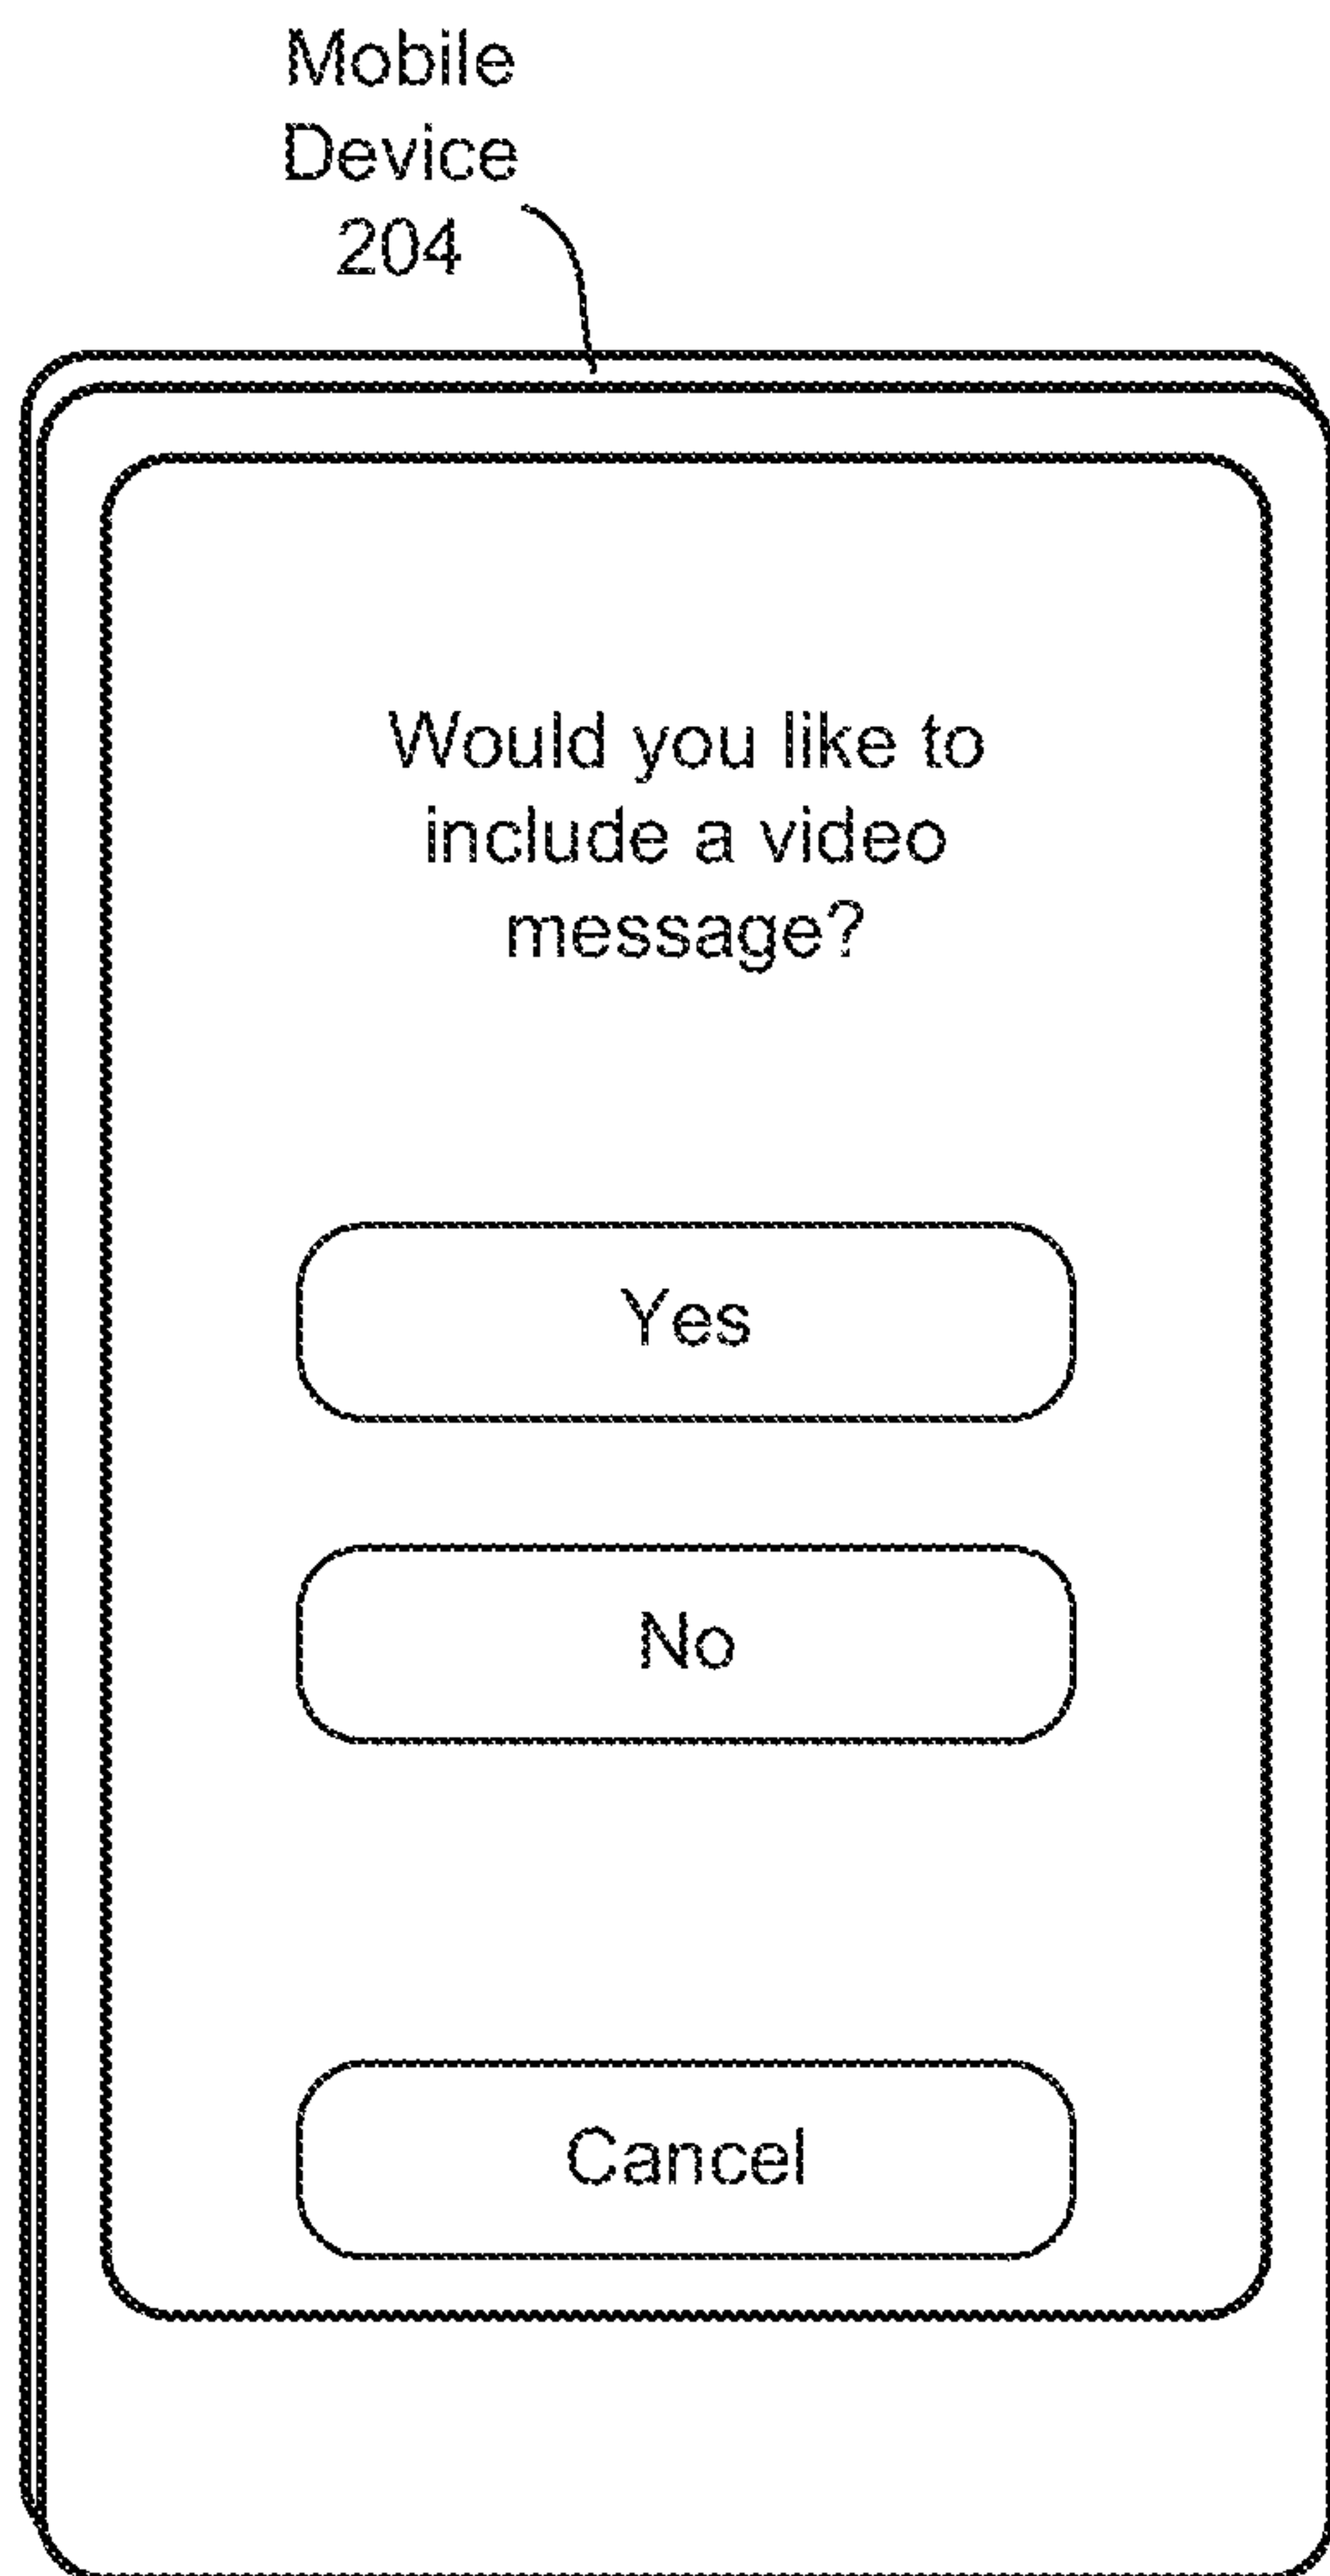 Mobile
Device
204
Would you like to
include a video
message?
Yes
No
Cancel